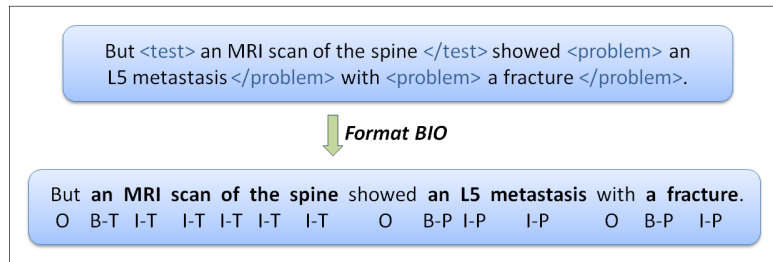 But <test> an MRI scan of the spine </test> showed <problem> an
L5 metastasis </problem> with <problem> a fracture </problem>.
Format BIO
But an MRI scan of the spine showed an L5 metastasis with a fracture.
O B-T I-T I-T I-T I-T I-T O B-P I-P I-P O B-P I-P